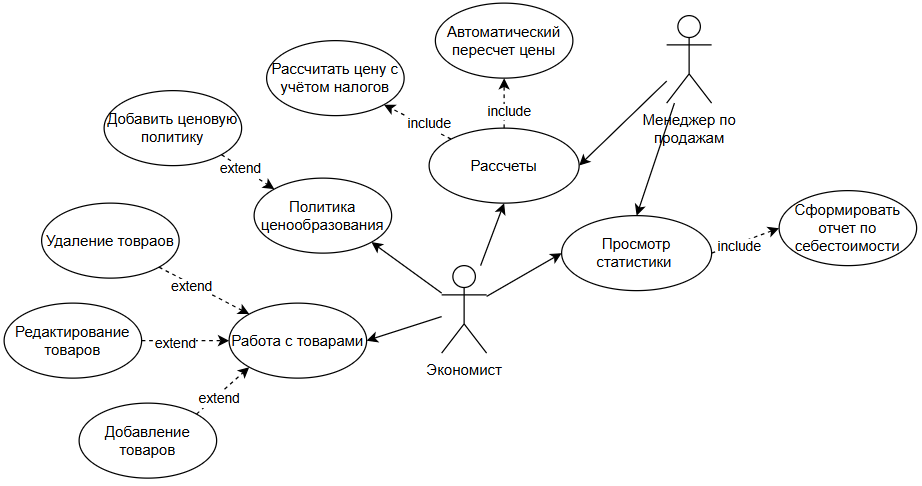 Автоматический
пересчет цены
Рассчитать цену с
учётом налогов
include
include
Менеджер по
продажам
Добавить ценовую
политику
extend
Рассчеты
Политика
ценообразования
Сформировать
отчет по
себестоимости
include
Просмотр
статистики
Удаление товраов
extend
Редактирование
товаров
extend
Работа с товарами
Экономист
extend
Добавление
товаров